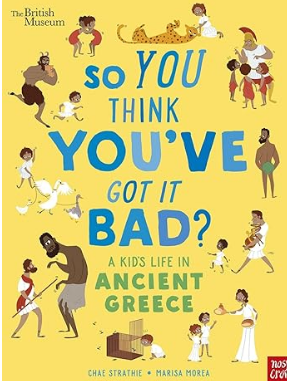 The British
Museum
SO YOU
THINK
YOU'VE
GOT IT
BAD?
A KID'S LIFE IN
ANCIENT
GREECE
CHAE STRATHIE • MARISA MOREA
nosy